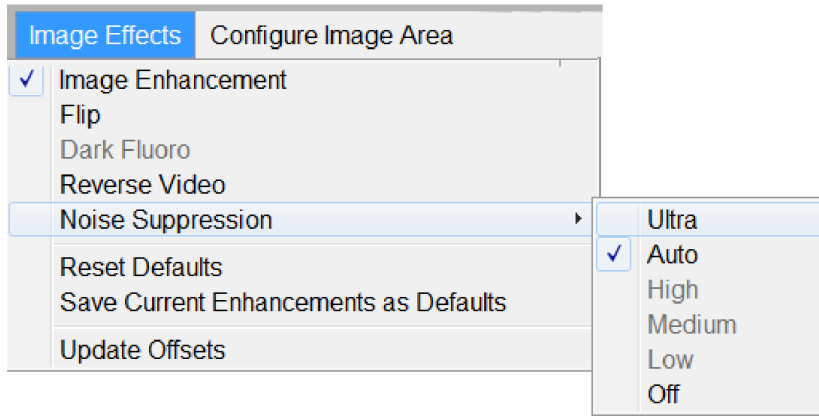 Image Effects Configure Image Area
Image Enhancement
Flip
Dark Fluoro
Reverse Video
Noise Suppression
Reset Defaults
Save Current Enhancements as Defaults
Update Offsets
Ultra
Auto
High
Medium
Low
Off